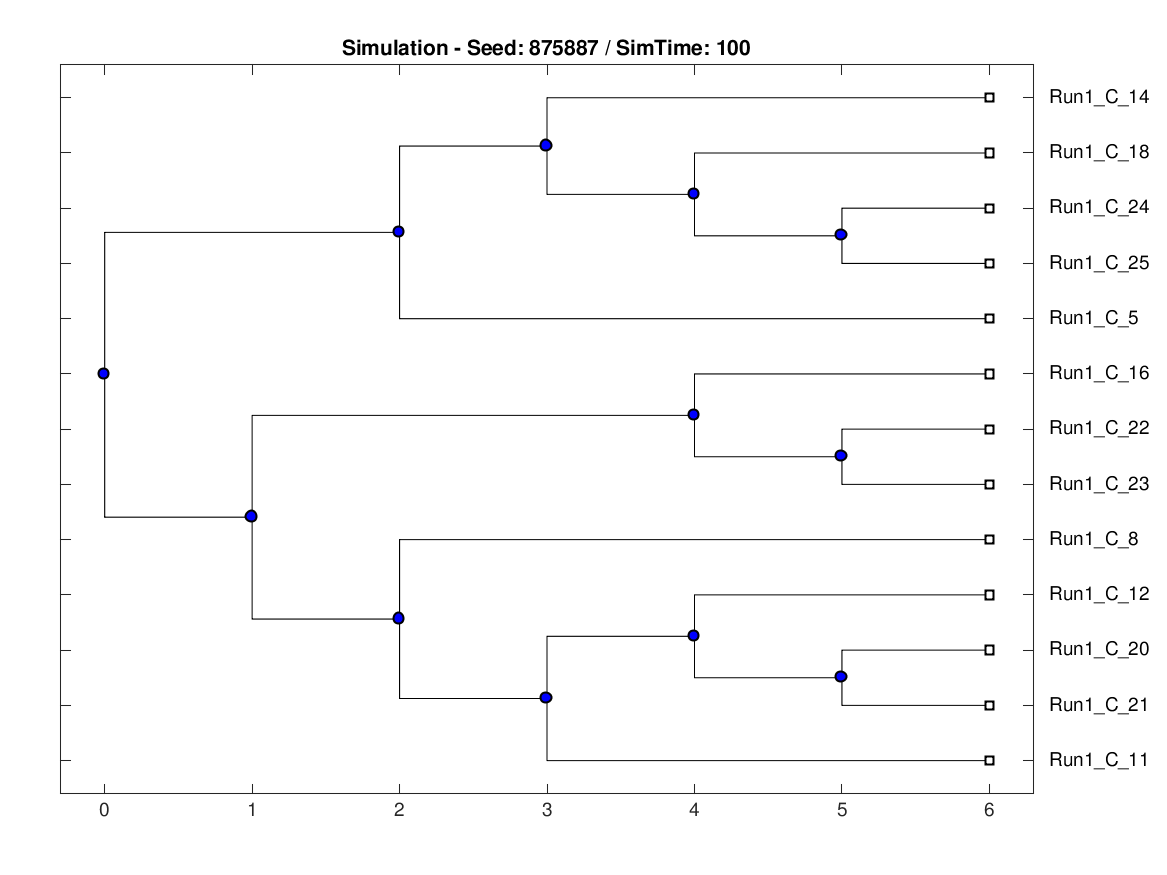 Simulation - Seed: 875887 / SimTime: 100
Run1_C_14
Run1_C_18
Run1_C_24
Run1_C_25
Run1_C_5
Run1_C_16
Run1_C_22
Run1_C_23
Run1_C_8
Run1_C_12
Run1_C_20
Run1_C_21
Run1_C_11
0 1 2 3 4 5 6